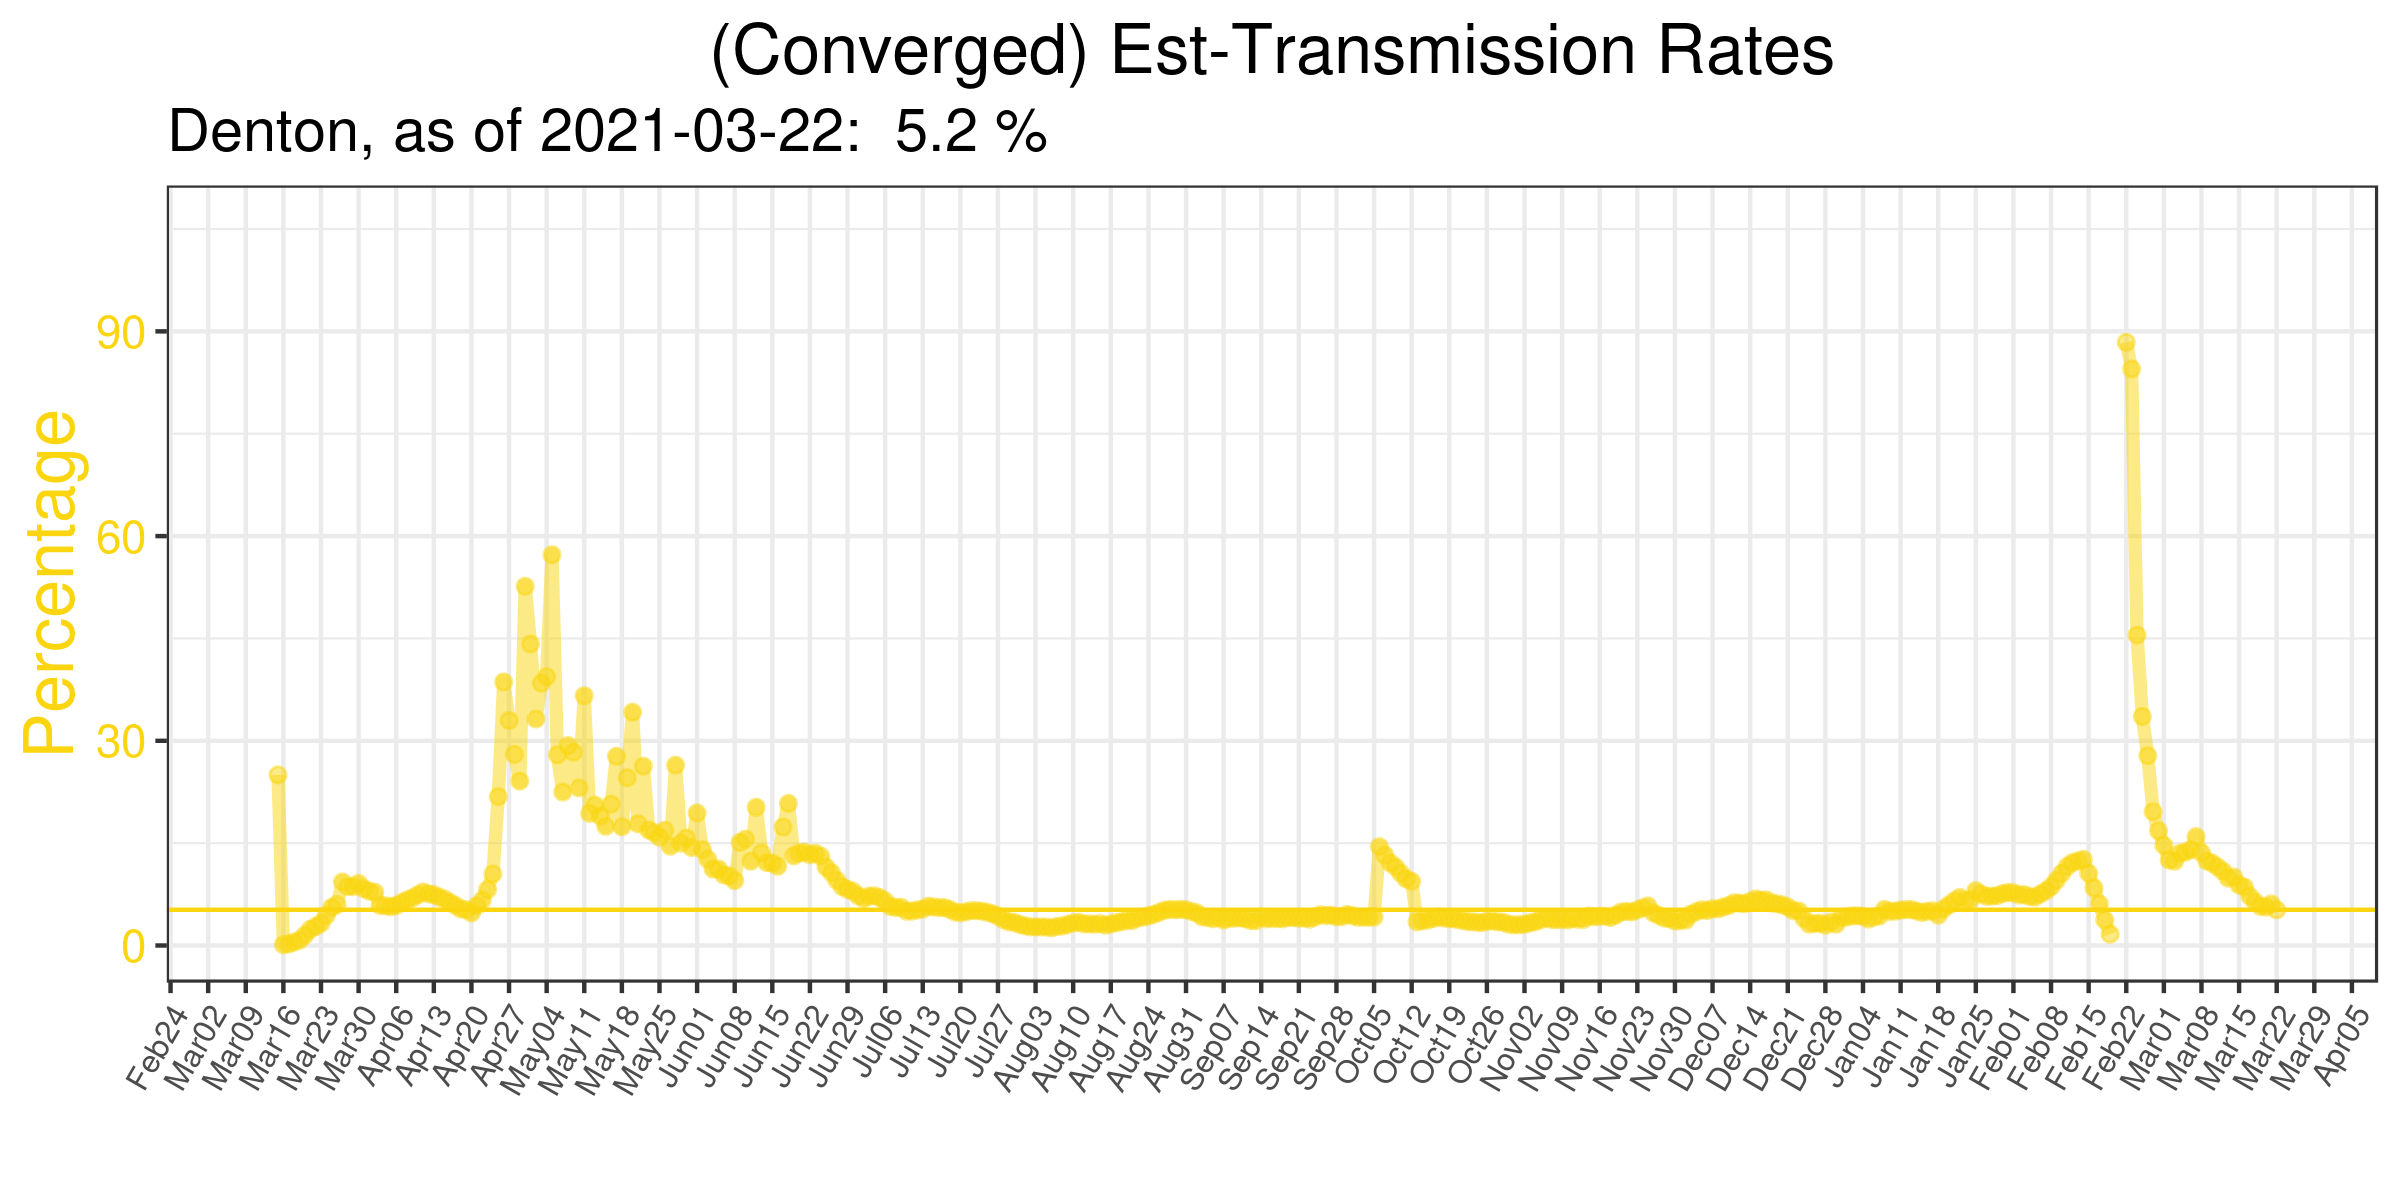 (Converged) Est-Transmission Rates
Denton, as of 2021-03-22:  5.2 %
Percentage
90
60
30
0
Feb24
Mar02
Mar09
Mar16
Mar23
Mar30
Apr06
Apr13
Apr20
Apr27
May04
May11
May18
May25
Jun01
Jun08
Jun15
Jun22
Jun29
Jul06
Jul13
Jul20
Jul27
Aug03
Aug10
Aug17
Aug24
Aug31
Sep07
Sep14
Sep21
Sep28
Oct05
Oct12
Oct19
Oct26
Nov02
Nov09
Nov16
Nov23
Nov30
Dec07
Dec14
Dec21
Dec28
Jan04
Jan11
Jan18
Jan25
Feb01
Feb08
Feb15
Feb22
Mar01
Mar08
Mar15
Mar22
Mar29
Apr05